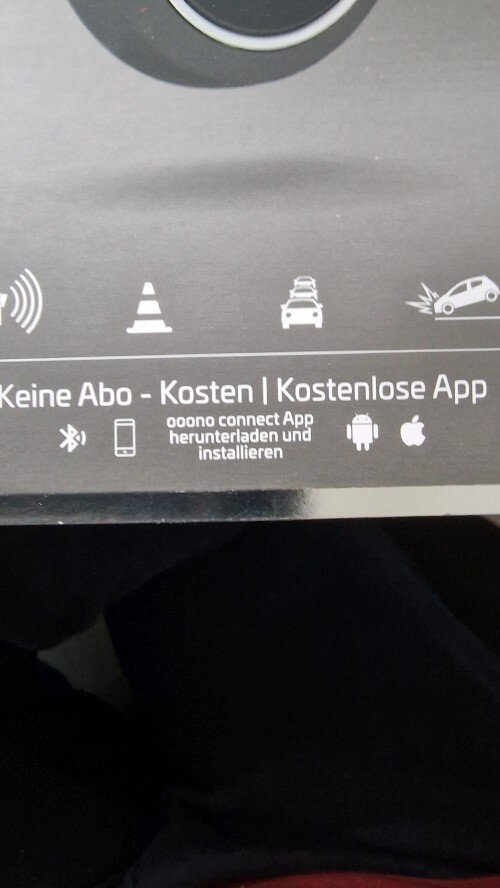 Keine Abo - Kosten | Kostenlose App
ooono connect App
herunterladen und
installieren